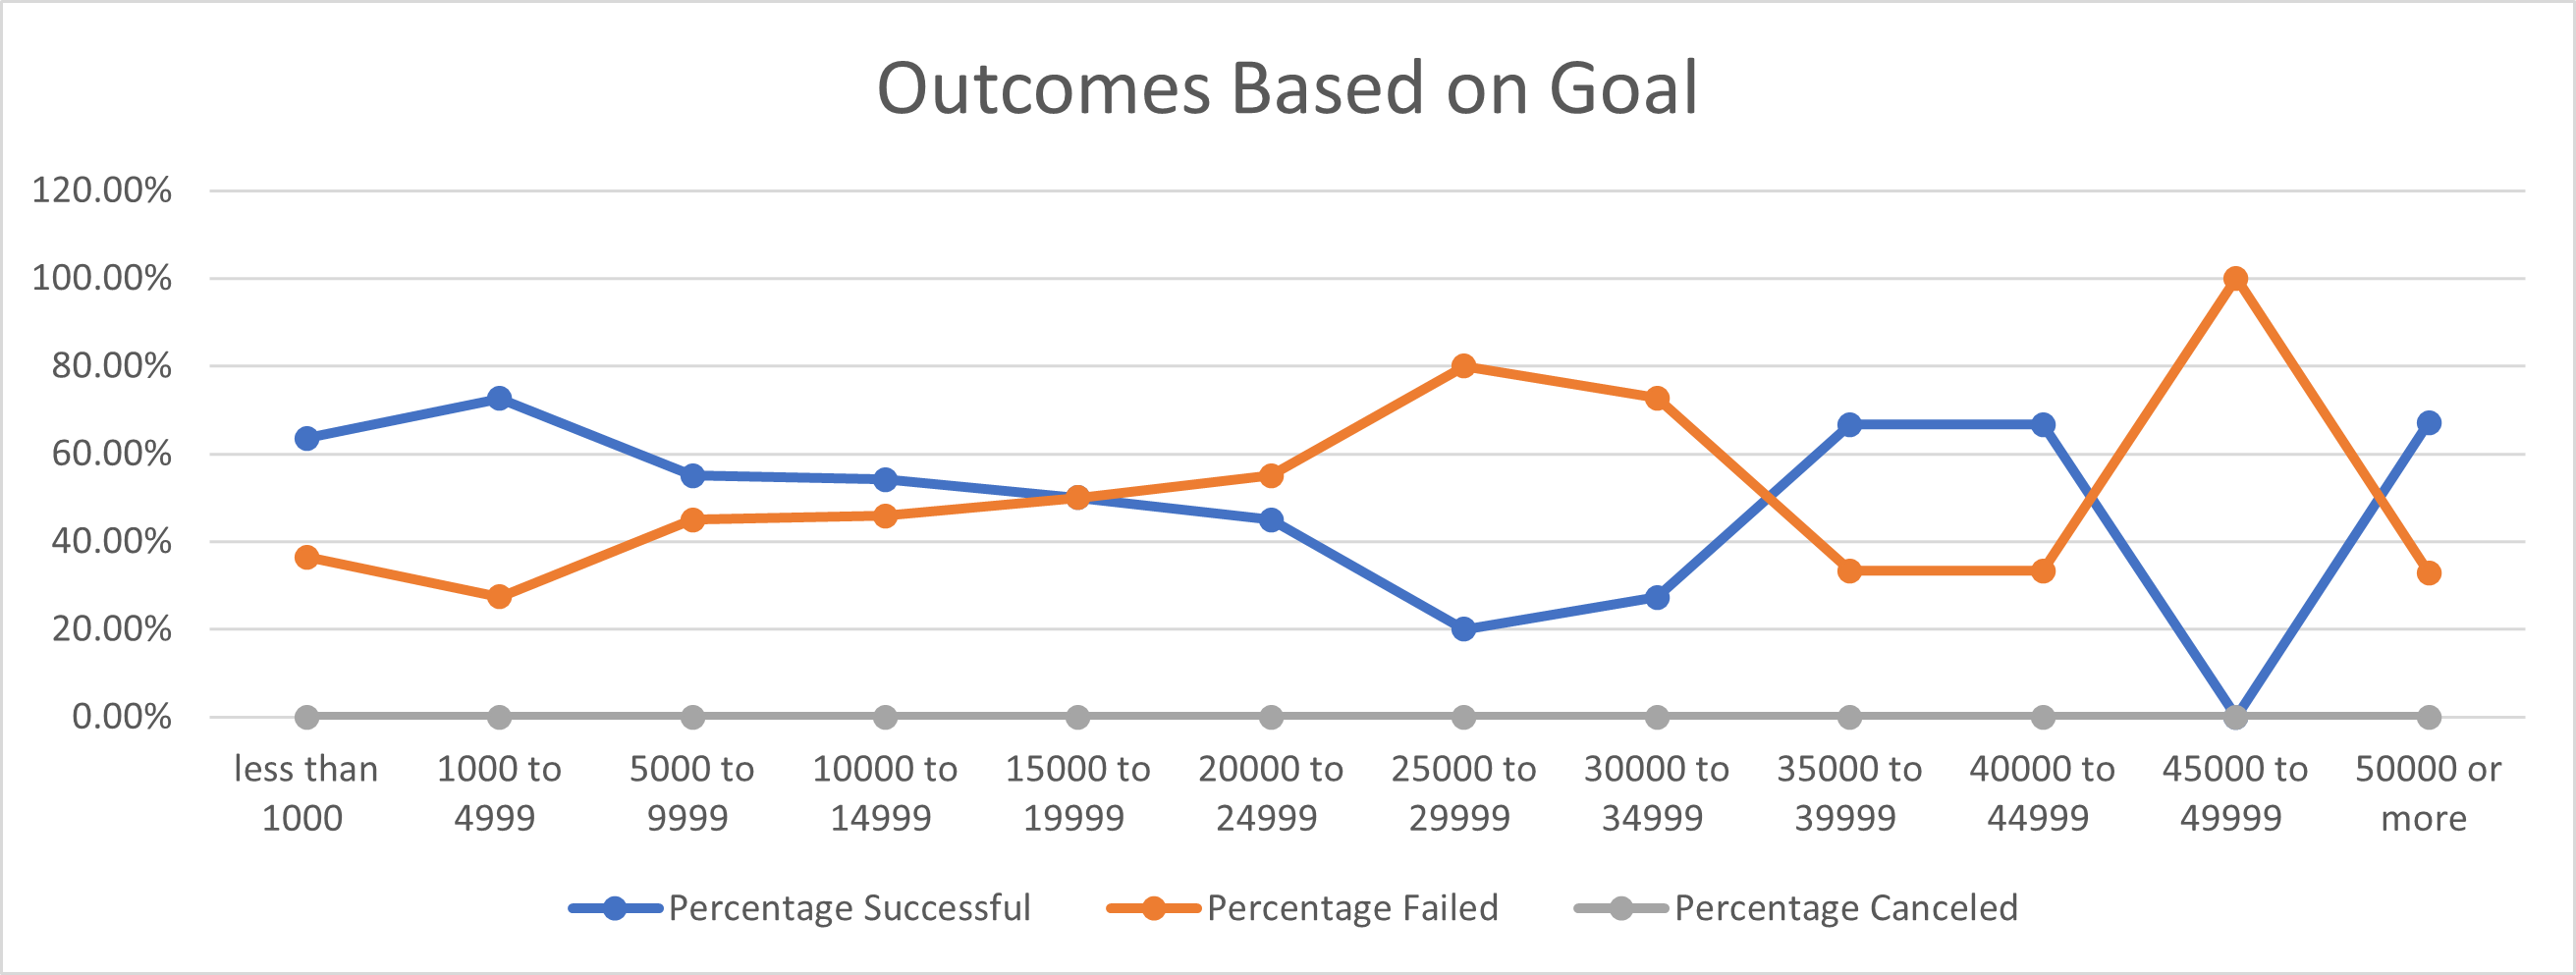 Outcomes Based on Goal
120.00%
100.00%
80.00%
60.00%
40.00%
20.00%
0.00%
less than
1000
1000 to
4999
5000 to
9999
10000 to
14999
15000 to
19999
20000 to
24999
25000 to
29999
30000 to
34999
35000 to
39999
40000 to
44999
45000 to
49999
50000 or
more
Percentage Successful
Percentage Failed
Percentage Canceled